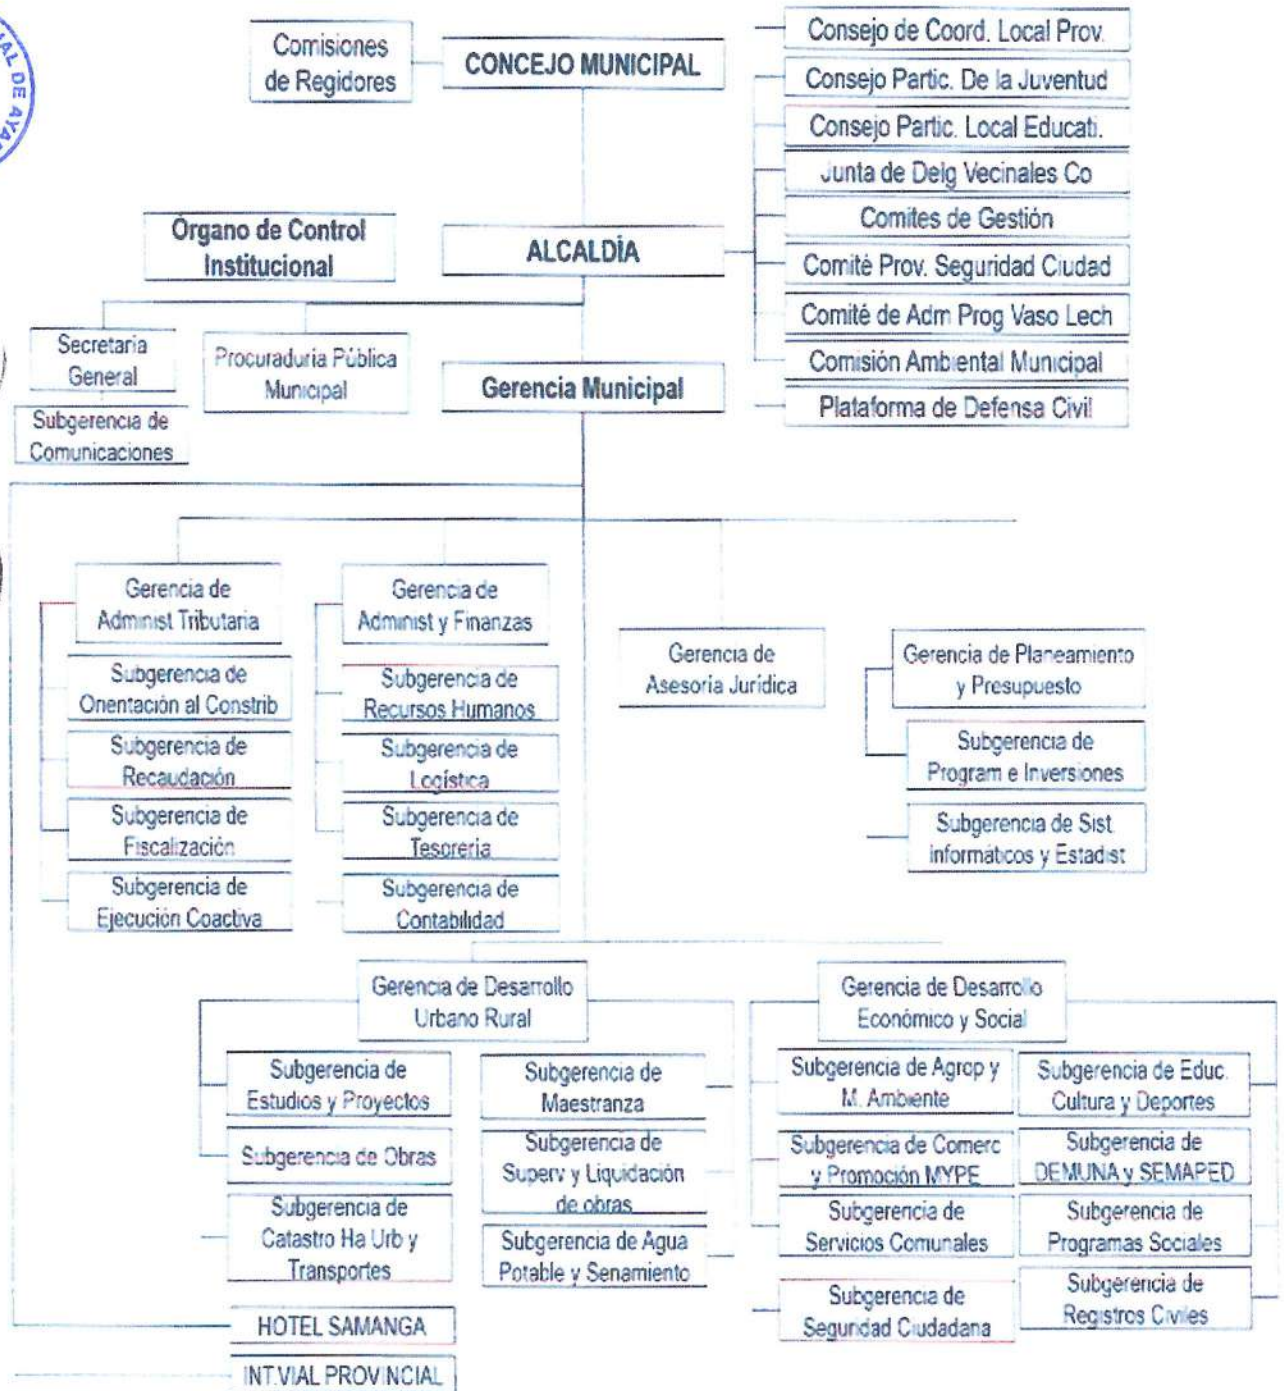 Comisiones
de Regidores
CONCEJO MUNICIPAL
Consejo de Coord. Local Prov.
Consejo Partic. De la Juventud
Consejo Partic. Local Educati.
Junta de Delg Vecinales Co
Comites de Gestión
Comité Prov. Seguridad Ciudad
Comité de Adm Prog Vaso Lech
Comisión Ambiental Municipal
Plataforma de Defensa Civil
Órgano de Control
Institucional
ALCALDÍA
Secretaria
General
Subgerencia de
Comunicaciones
Procuraduria Pública
Municipal
Gerencia Municipal
Gerencia de
Administ Tributaria
Subgerencia de
Orientación al Constrib
Subgerencia de
Recaudación
Subgerencia de
Fiscalización
Subgerencia de
Ejecución Coactiva
Gerencia de
Administ y Finanzas
Subgerencia de
Recursos Humanos
Subgerencia de
Logística
Subgerencia de
Tesoreria
Subgerencia de
Contabilidad
Gerencia de
Asesoria Jurídica
Gerencia de Planeamiento
y Presupuesto
Subgerencia de
Program e Inversiones
Subgerencia de Sist.
informáticos y Estadist
Gerencia de Desarrollo
Urbano Rural
Subgerencia de
Estudios y Proyectos
Subgerencia de Obras
Subgerencia de
Catastro Ha Urb y
Transportes
Subgerencia de
Maestranza
Subgerencia de
Superv y Liquidación
de obras
Subgerencia de Agua
Potable y Senamiento
Gerencia de Desarrollo
Económico y Social
Subgerencia de Agrop y
M. Ambiente
Subgerencia de Comerc
y Promoción MYPE
Subgerencia de
Servicios Comunales
Subgerencia de
Seguridad Ciudadana
Subgerencia de Educ.
Cultura y Deportes
Subgerencia de
DEMUNA y SEMAPED
Subgerencia de
Programas Sociales
Subgerencia de
Registros Civiles
HOTEL SAMANGA
INT.VIAL PROVINCIAL